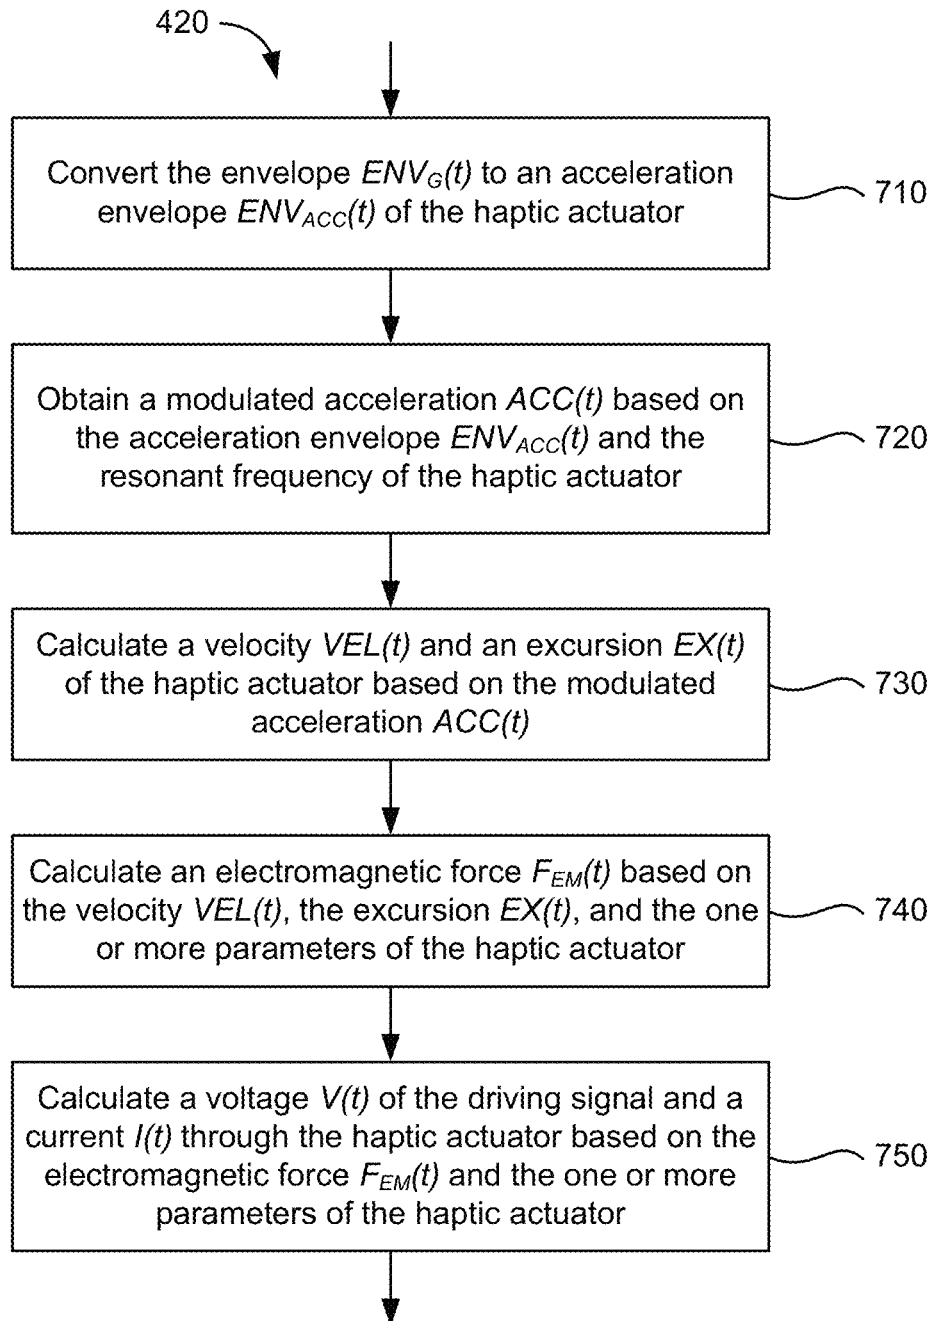 420
Convert the envelope ENV_G(t) to an acceleration
envelope ENV_ACC(t) of the haptic actuator
710
Obtain a modulated acceleration ACC(t) based on
the acceleration envelope ENV_ACC(t) and the
resonant frequency of the haptic actuator
720
Calculate a velocity VEL(t) and an excursion EX(t)
of the haptic actuator based on the modulated
acceleration ACC(t)
730
Calculate an electromagnetic force F_EM(t) based on
the velocity VEL(t), the excursion EX(t), and the one
or more parameters of the haptic actuator
740
Calculate a voltage V(t) of the driving signal and a
current I(t) through the haptic actuator based on the
electromagnetic force F_EM(t) and the one or more
parameters of the haptic actuator
750